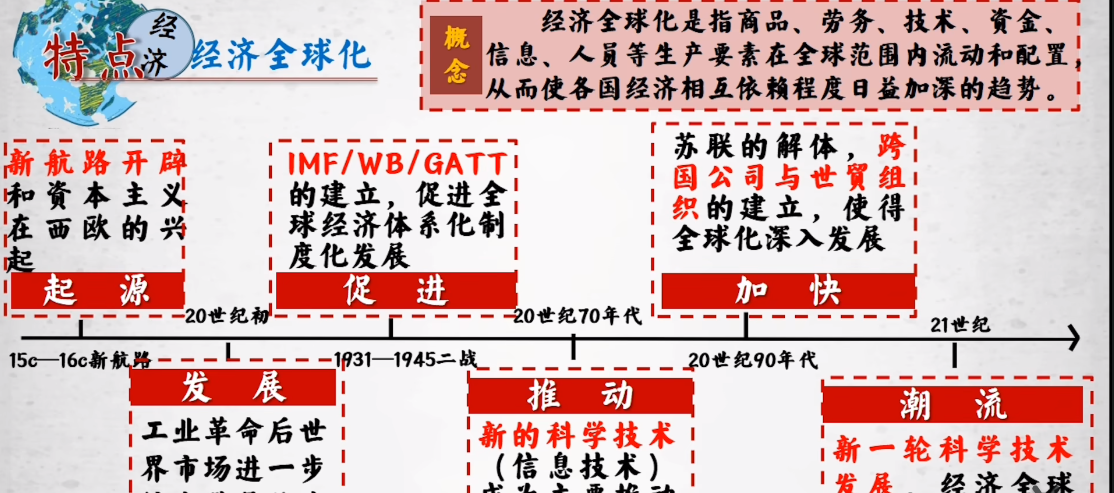 特点
经济
经济全球化
概念
经济全球化是指商品、劳务、技术、资金、
信息、人员等生产要素在全球范围内流动和配置,
从而使各国经济相互依赖程度日益加深的趋势。
新航路开辟
和资本主义
在西欧的兴
起
起源
IMF/WB/GATT
的建立，促进全
球经济体系化制
度化发展
促进
苏联的解体，跨
国公司与世贸组
织的建立，使得
全球化深入发展
加快
20世纪初
20世纪70年代
21世纪
15c—16c新航路
1931—1945二战
20世纪90年代
发展
工业革命后世
界市场进一步
推动
新的科学技术
（信息技术）
成为主要推动
潮流
新一轮科学技术
发展，经济全球